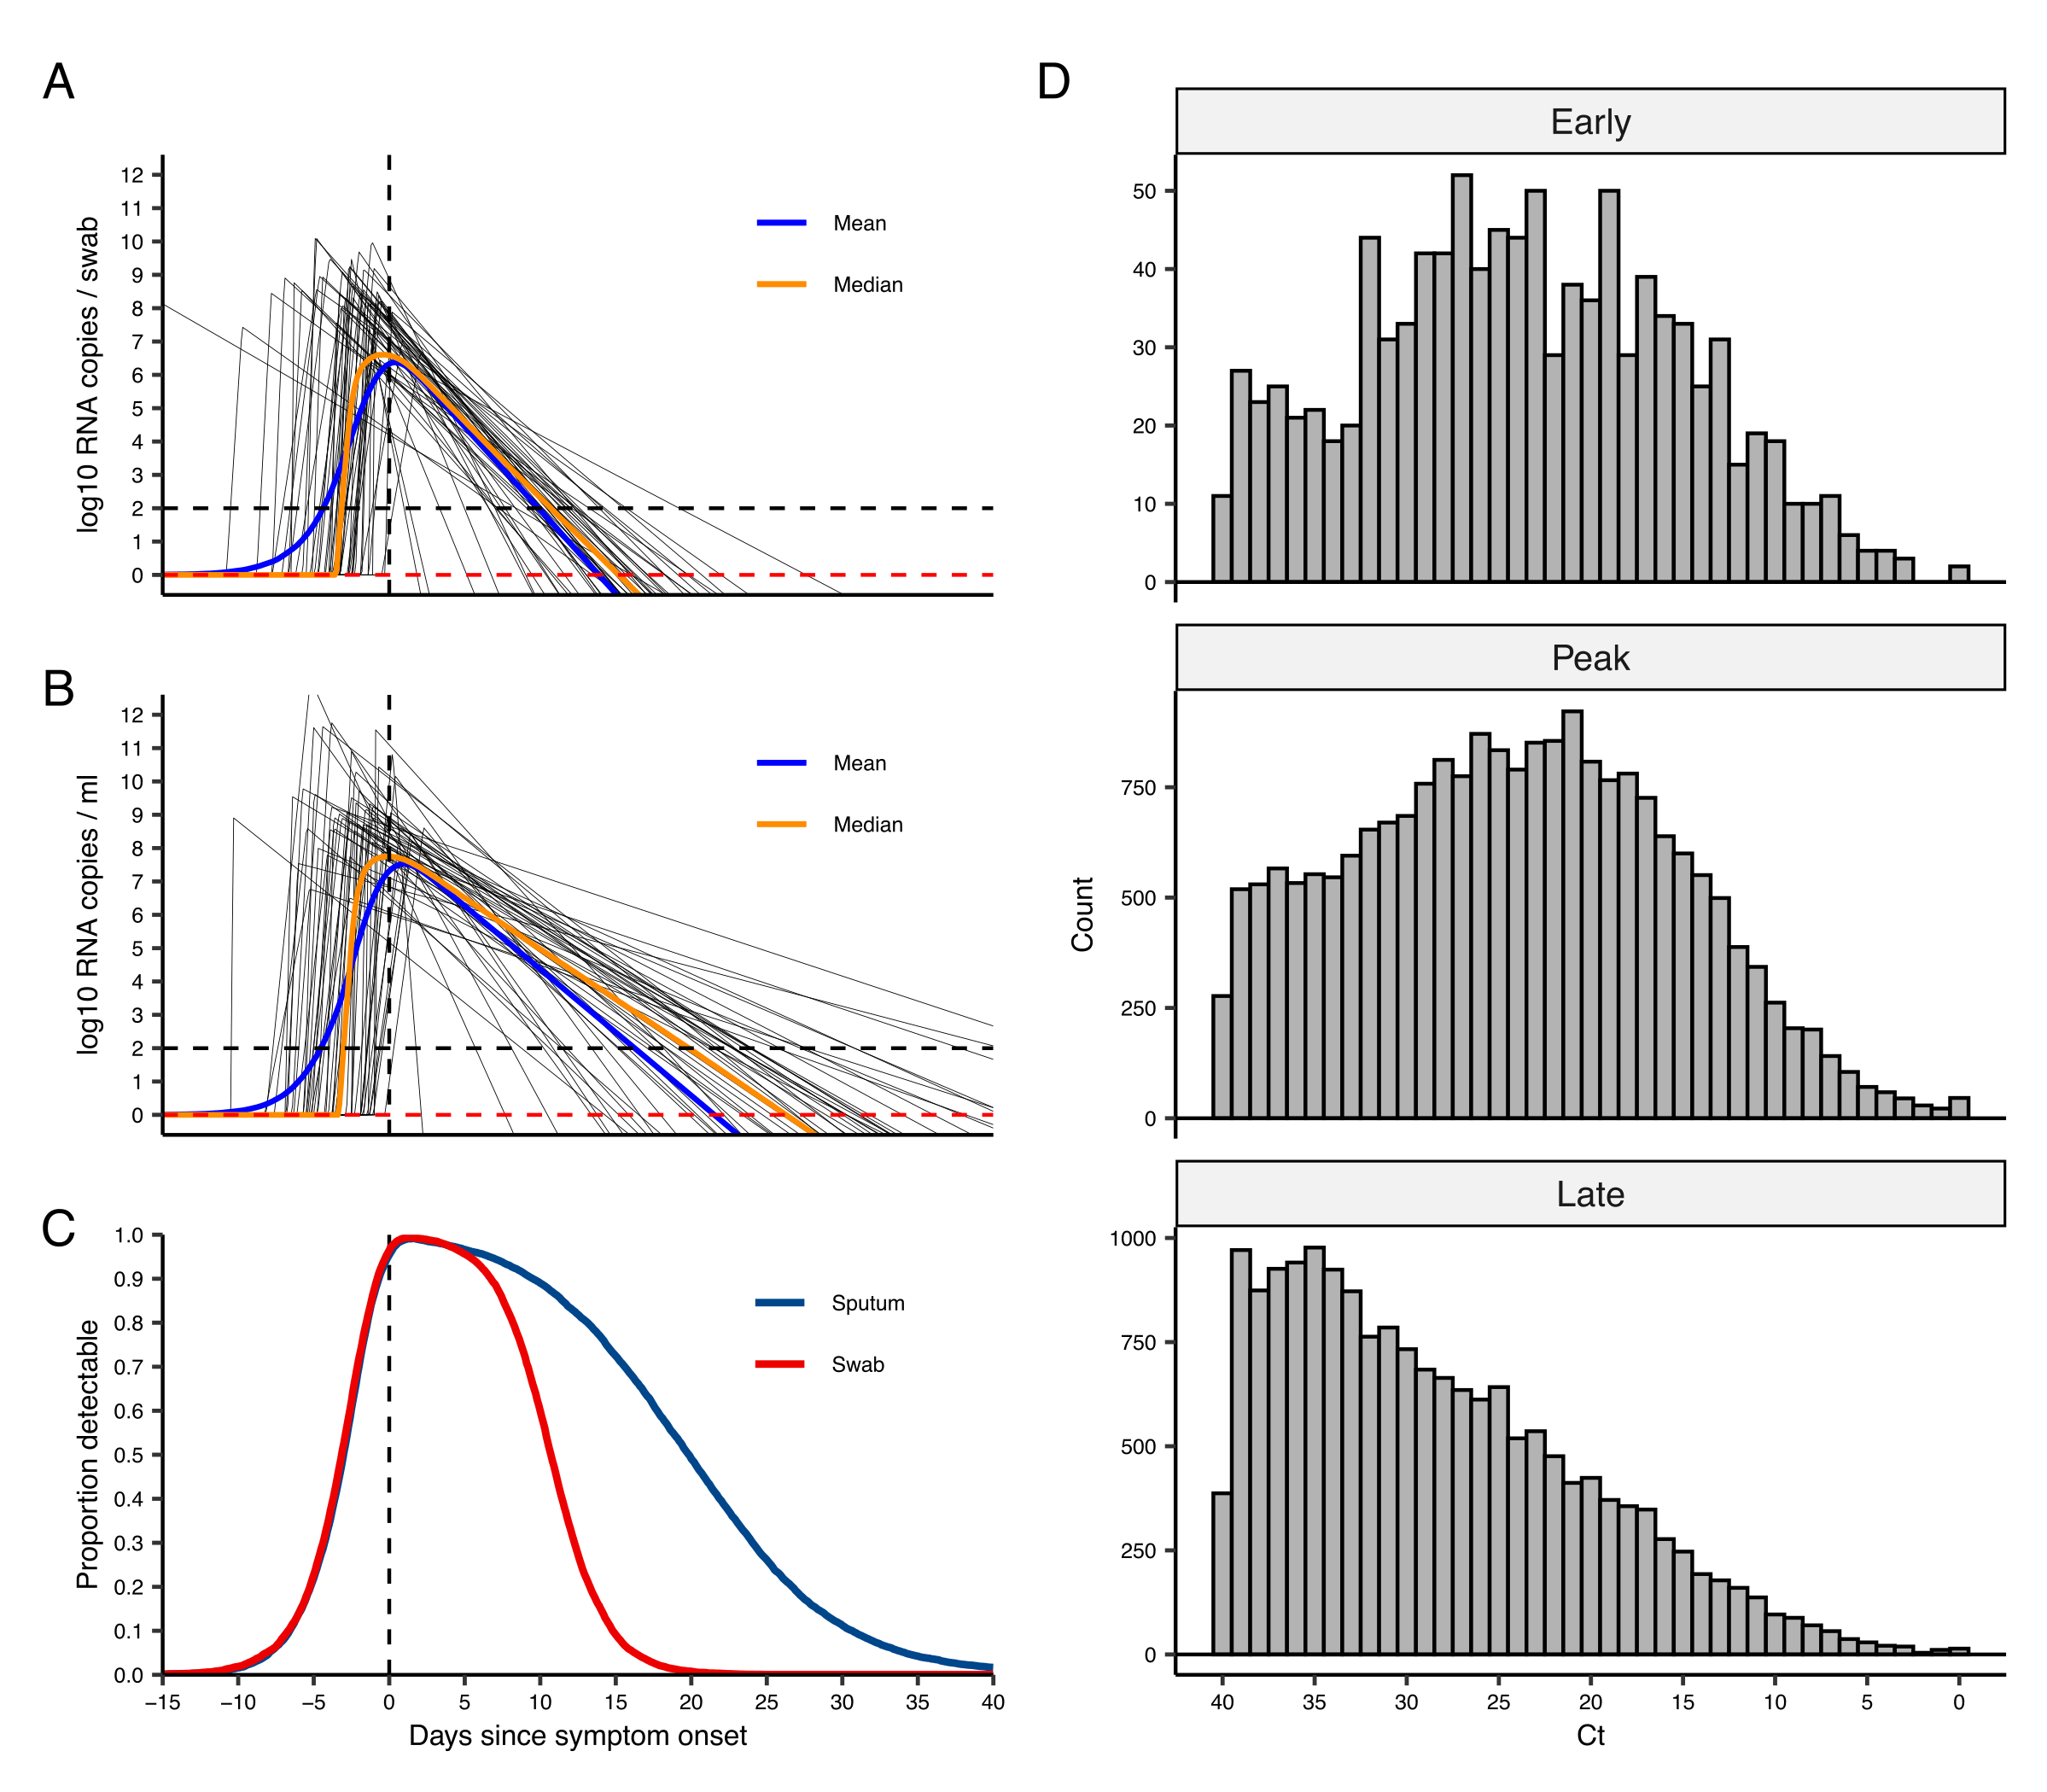 A
log10 RNA copies / swab
12
11
10
9
8
7
6
5
4
3
2
1
0
Mean
Median
B
log10 RNA copies / ml
12
11
10
9
8
7
6
5
4
3
2
1
0
Mean
Median
C
Proportion detectable
1.0
0.9
0.8
0.7
0.6
0.5
0.4
0.3
0.2
0.1
0.0
Sputum
Swab
−15 −10 −5 0 5 10 15 20 25 30 35 40
Days since symptom onset
D
Early
50
40
30
20
10
0
Peak
Count
750
500
250
0
Late
1000
750
500
250
0
40 35 30 25 20 15 10 5 0
Ct